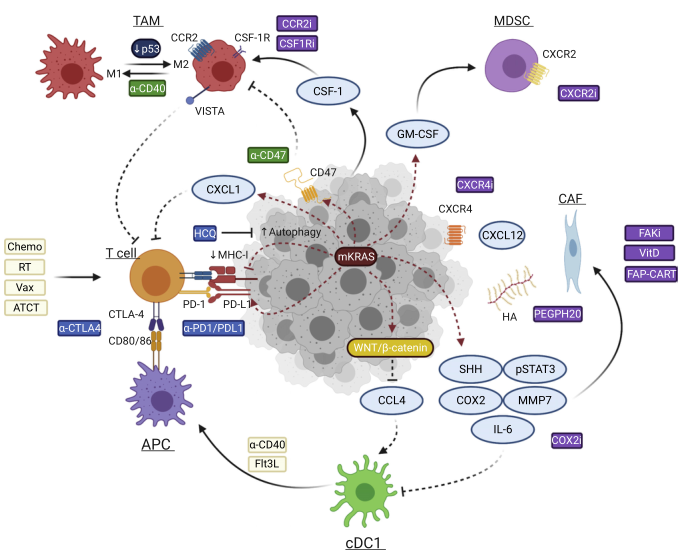 TAM
MDSC
CCR2
CSF-1R
CCR2i
CSF1Ri
↓p53
M1
M2
α-CD40
VISTA
CXCR2
CXCR2i
CSF-1
GM-CSF
α-CD47
CD47
CXCL1
CXCR4i
CXCR4
CXCL12
CAF
HCQ
↑Autophagy
↓MHC-I
mKRAS
FAKi
VitD
FAP-CART
Chemo
RT
Vax
ATCT
T cell
PD-1
PD-L1
HA
PEGPH20
CTLA-4
α-CTLA4
α-PD1/PDL1
CD80/86
WNT/β-catenin
SHH
pSTAT3
CCL4
COX2
MMP7
IL-6
COX2i
APC
α-CD40
Flt3L
cDC1